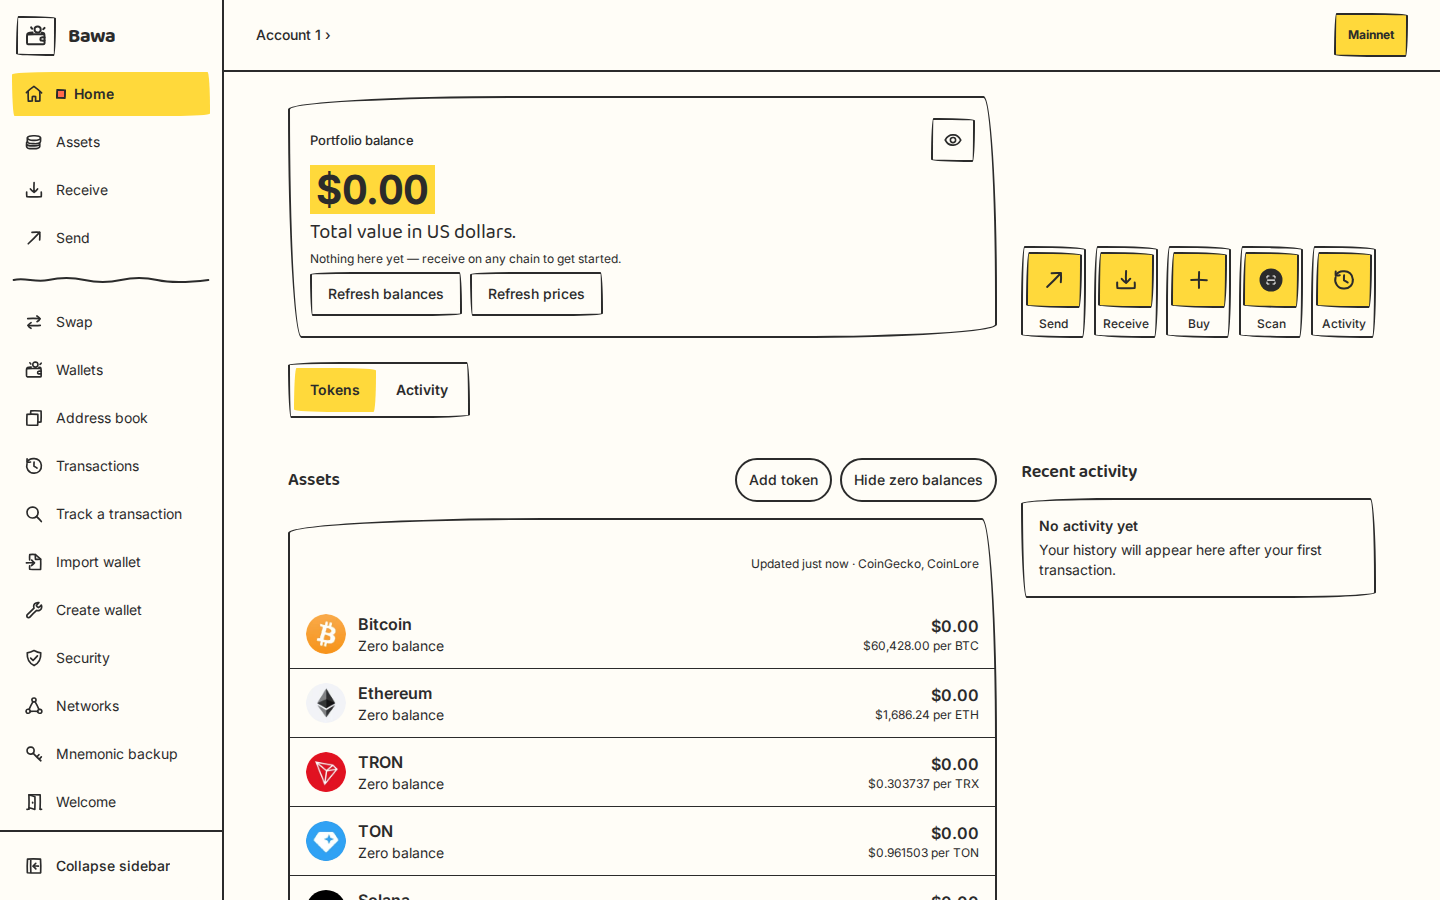 Bawa
Home
Assets
Receive
Send
Swap
Wallets
Address book
Transactions
Track a transaction
Import wallet
Create wallet
Security
Networks
Mnemonic backup
Welcome
Collapse sidebar
Account 1 ›
Mainnet
Portfolio balance
$0.00
Total value in US dollars.
Nothing here yet — receive on any chain to get started.
Refresh balances
Refresh prices
Send
Receive
Buy
Scan
Activity
Tokens
Activity
Assets
Add token
Hide zero balances
Updated just now · CoinGecko, CoinLore
Bitcoin
$0.00
Zero balance
$60,428.00 per BTC
Ethereum
$0.00
Zero balance
$1,686.24 per ETH
TRON
$0.00
Zero balance
$0.303737 per TRX
TON
$0.00
Zero balance
$0.961503 per TON
Solana
$0.00
Recent activity
No activity yet
Your history will appear here after your first
transaction.